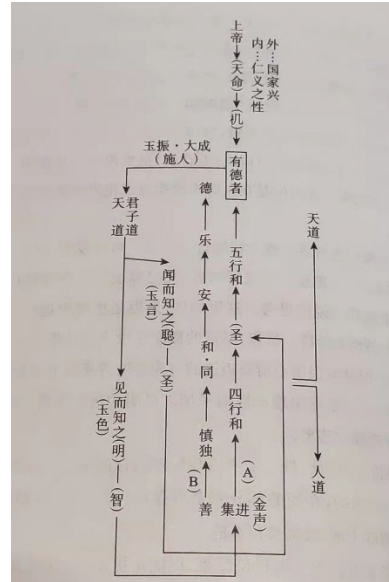 外…国家兴
内…仁义之性
上帝→(天命)→(机)
有德者
玉振·大成
(施人)
君子道
天道
闻而知之(聪)—(圣)
(玉言)
见而知之(明)—(智)
(玉色)
德
乐
安
和·同
慎独
善
(B)
五行和
(圣)
四行和
(A)
集进
(金声)
天道
人道